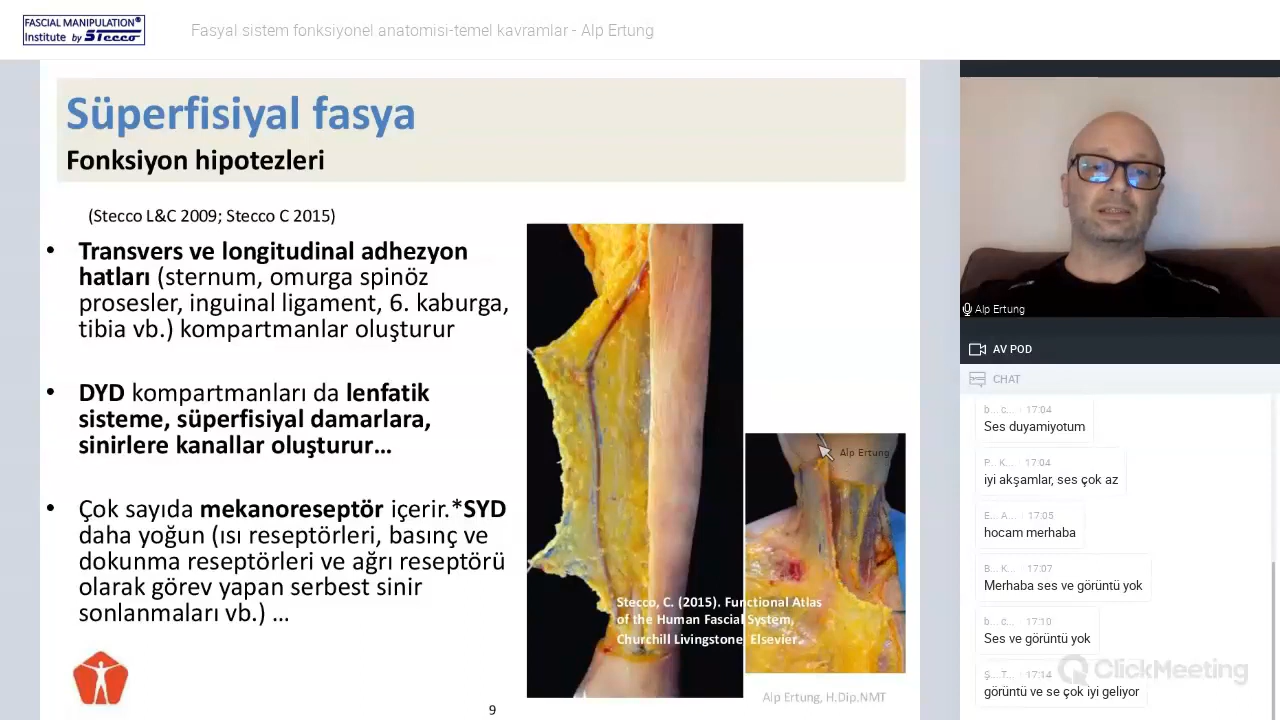 FASCIAL MANIPULATION®
Institute by Stecco
Fasyal sistem fonksiyonel anatomisi-temel kavramlar - Alp Ertung
Süperfisiyal fasya
Fonksiyon hipotezleri
(Stecco L&C 2009; Stecco C 2015)
• Transvers ve longitudinal adhezyon
hatları (sternum, omurga spinöz
prosesler, inguinal ligament, 6. kaburga,
tibia vb.) kompartmanlar oluşturur
• DYD kompartmanları da lenfatik
sisteme, süperfisiyal damarlara,
sinirlere kanallar oluşturur…
• Çok sayıda mekanoreseptör içerir.*SYD
daha yoğun (ısı reseptörleri, basınç ve
dokunma reseptörleri ve ağrı reseptörü
olarak görev yapan serbest sinir
sonlanmaları vb.) …
Alp Ertung
Stecco, C. (2015). Functional Atlas
of the Human Fascial System,
Churchill Livingstone, Elsevier.
Alp Ertung, H.Dip.NMT
9
Alp Ertung
AV POD
CHAT
b... c... 17:04
Ses duyamiyotum
P... K... 17:04
iyi akşamlar, ses çok az
E... A... 17:05
hocam merhaba
B... K... 17:07
Merhaba ses ve görüntü yok
b... c... 17:10
Ses ve görüntü yok
Ş... T... 17:14
görüntü ve se çok iyi geliyor
ClickMeeting